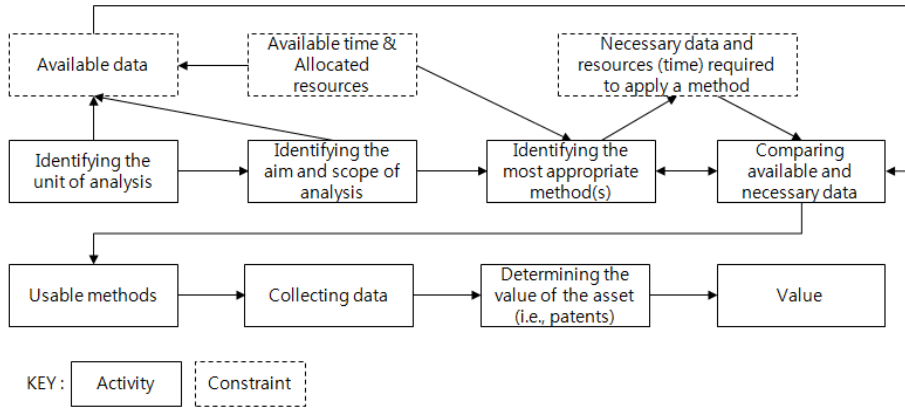 Available data
Available time &
Allocated
resources
Necessary data and
resources (time) required
to apply a method
Identifying the
unit of analysis
Identifying the
aim and scope of
analysis
Identifying the
most appropriate
method(s)
Comparing
available and
necessary data
Usable methods
Collecting data
Determining the
value of the asset
(i.e., patents)
Value
KEY :
Activity
Constraint